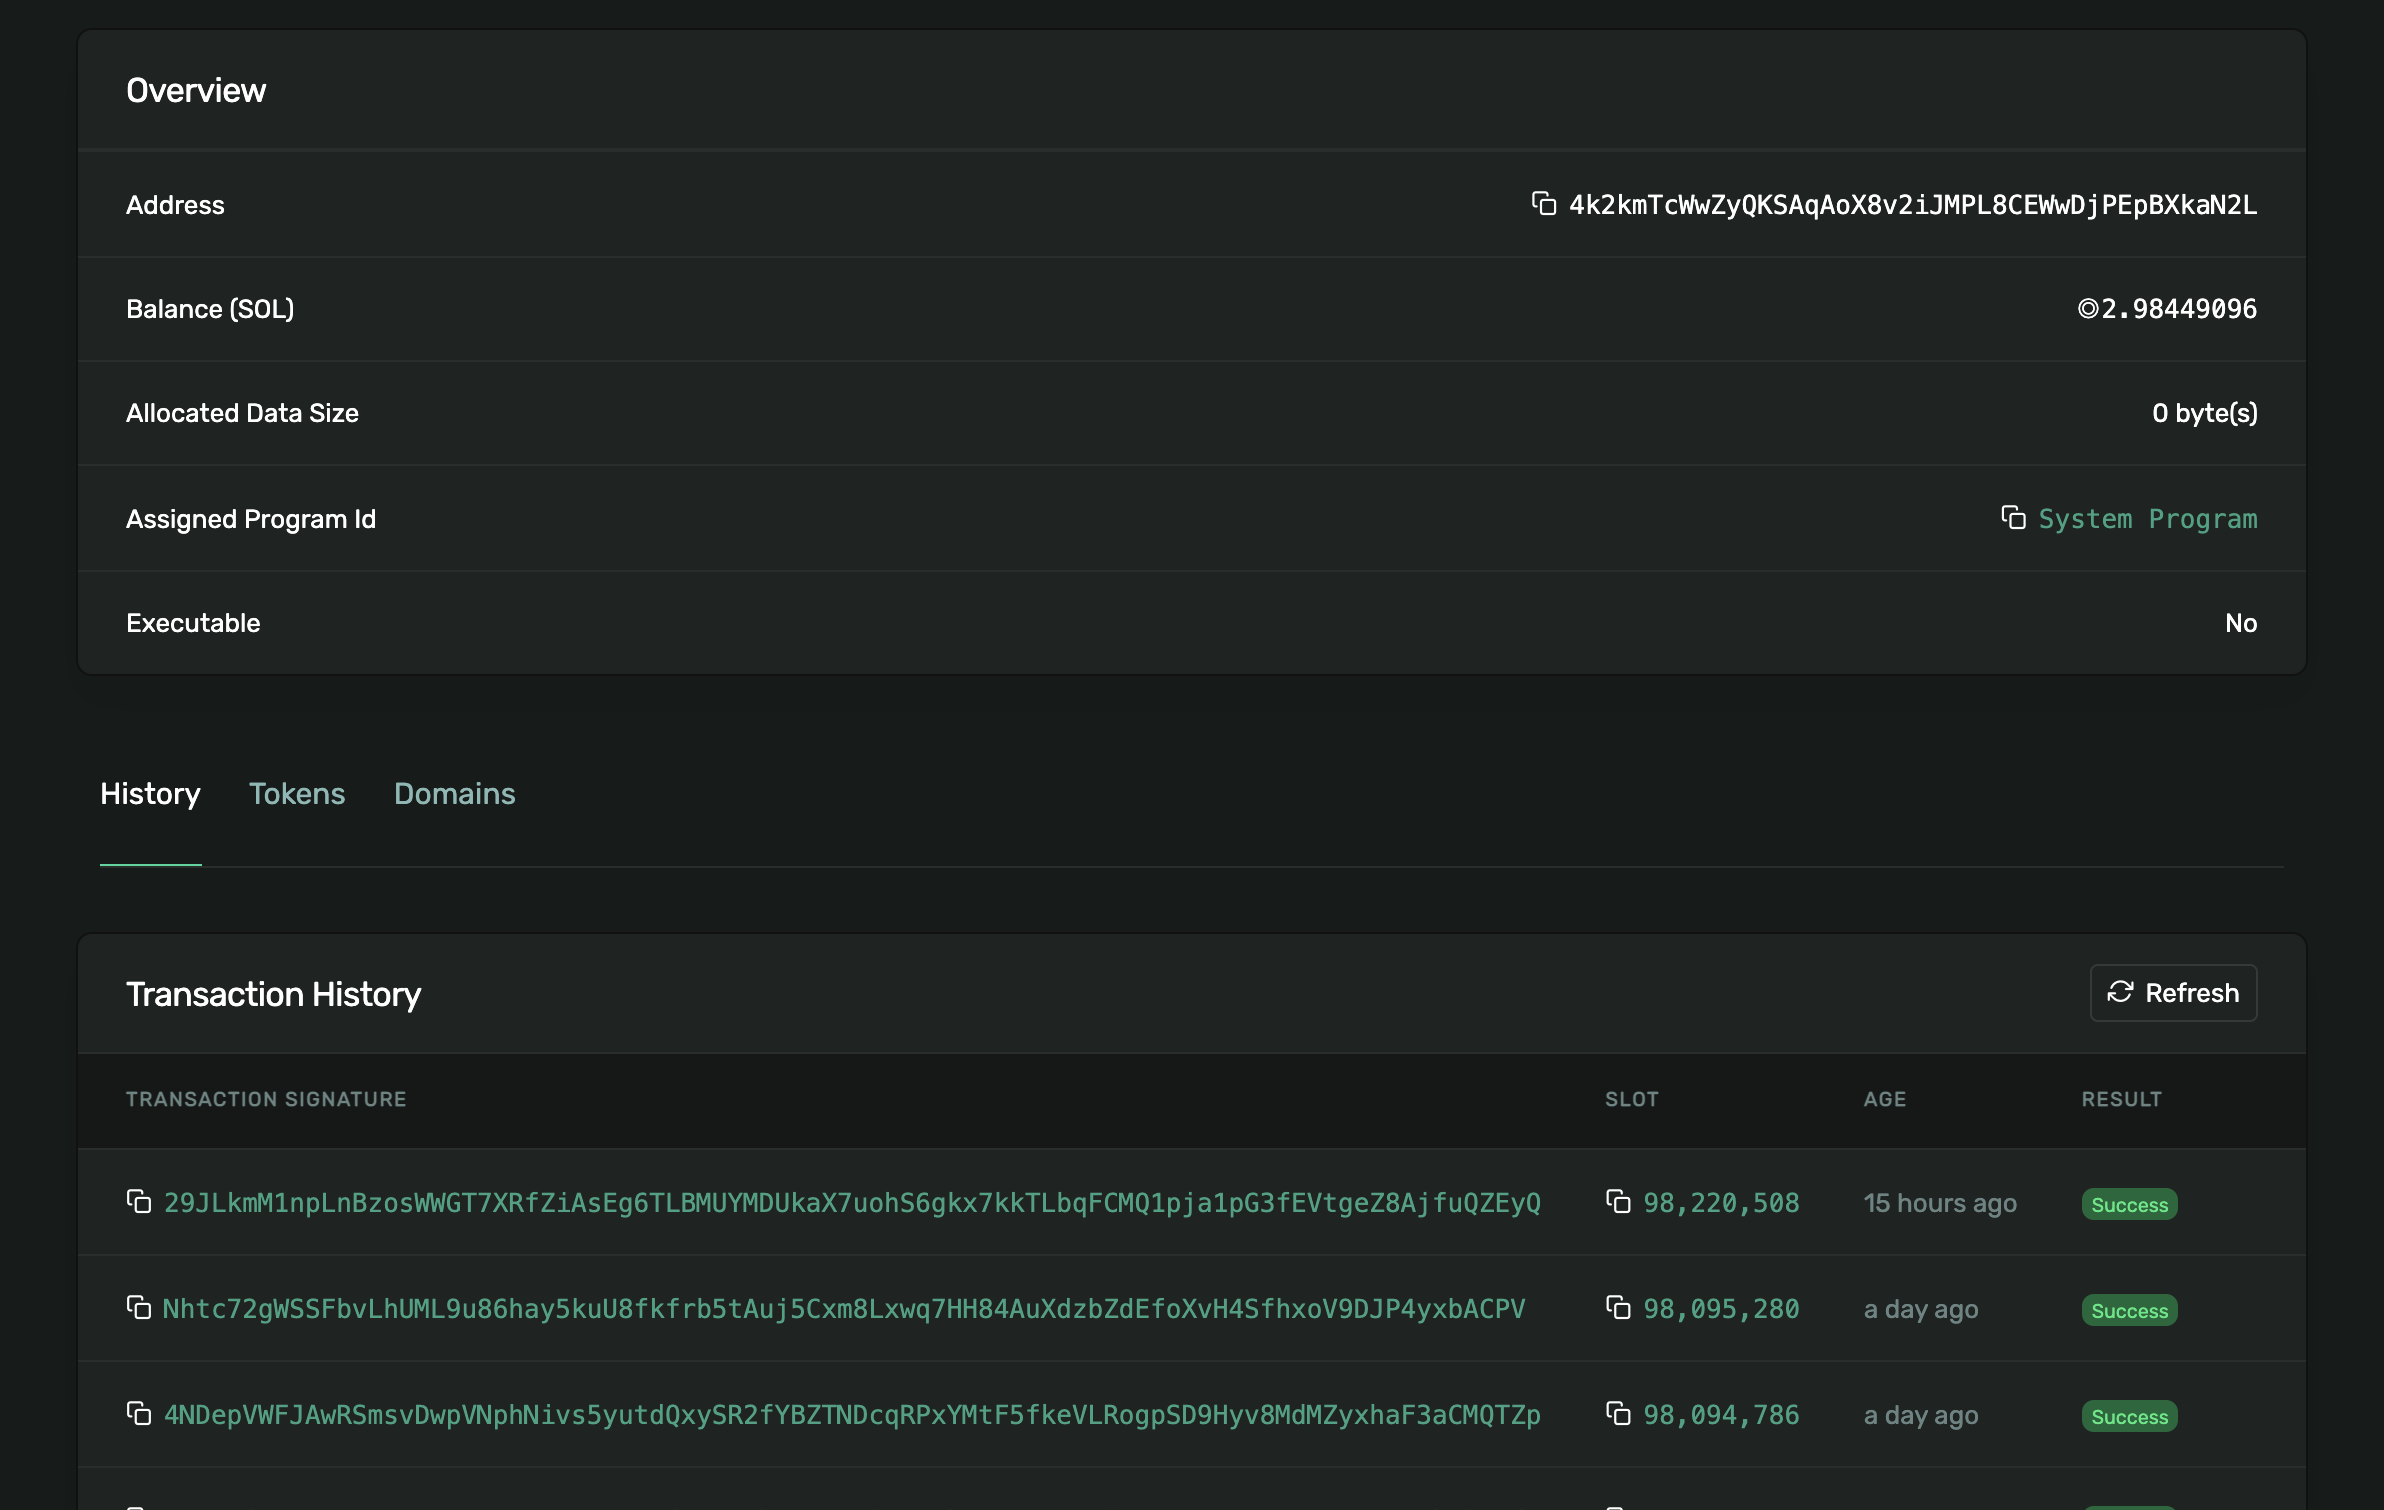 Overview
Address 4k2kmTcWwZyQKSAqAoX8v2iJMPL8CEWwDjPEpBXkaN2L
Balance (SOL) ◎2.98449096
Allocated Data Size 0 byte(s)
Assigned Program Id System Program
Executable No
History Tokens Domains
Transaction History Refresh
TRANSACTION SIGNATURE SLOT AGE RESULT
29JLkmM1npLnBzosWWGT7XRfZiAsEg6TLBMUYMDUkaX7uohS6gkx7kkTLbqFCMQ1pja1pG3fEVtgeZ8AjfuQZEyQ 98,220,508 15 hours ago Success
Nhtc72gWSSFbvLhUML9u86hay5kuU8fkfrb5tAuj5Cxm8Lxwq7HH84AuXdzbZdEfoXvH4SfhxoV9DJP4yxbACPV 98,095,280 a day ago Success
4NDepVWFJAwRSmsvDwpVNphNivs5yutdQxySR2fYBZTNDcqRPxYMtF5fkeVLRogpSD9Hyv8MdMZyxhaF3aCMQTZp 98,094,786 a day ago Success